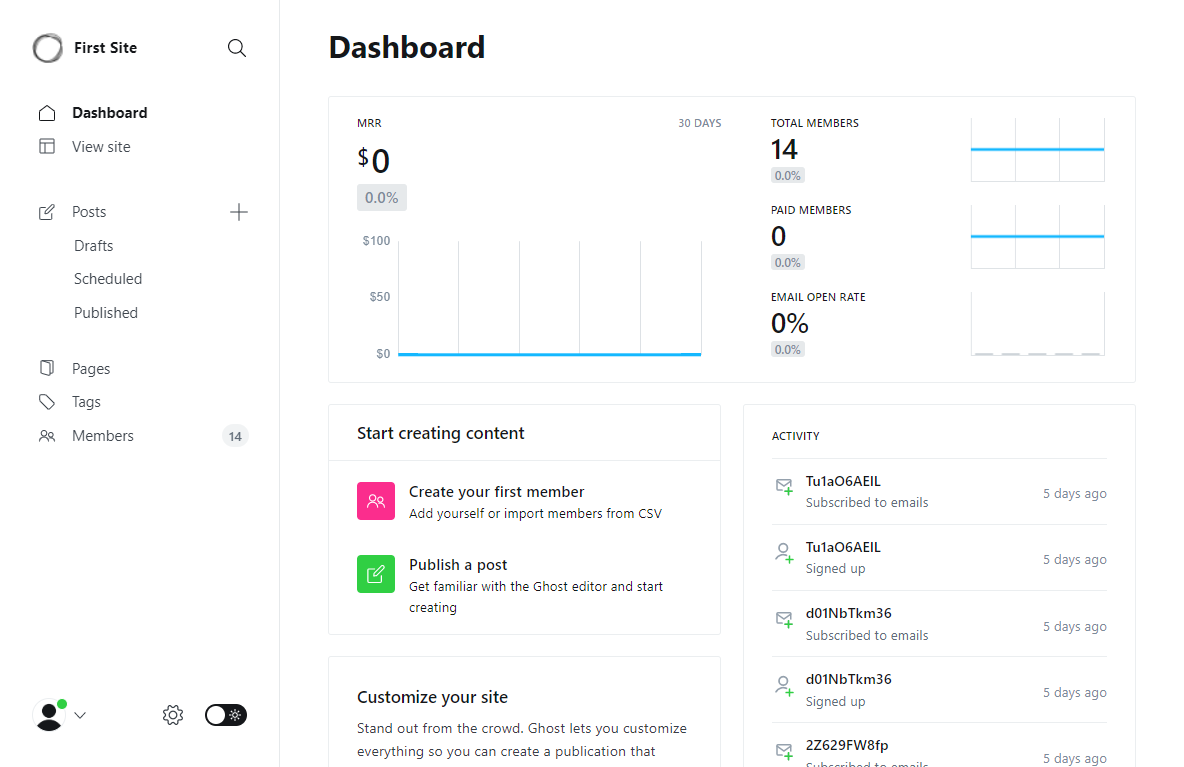 First Site
Dashboard
View site
Posts
Drafts
Scheduled
Published
Pages
Tags
Members 14
Dashboard
MRR 30 DAYS
$0
0.0%
$100
$50
$0
TOTAL MEMBERS
14
0.0%
PAID MEMBERS
0
0.0%
EMAIL OPEN RATE
0%
0.0%
Start creating content
Create your first member
Add yourself or import members from CSV
Publish a post
Get familiar with the Ghost editor and start
creating
Customize your site
Stand out from the crowd. Ghost lets you customize
everything so you can create a publication that
ACTIVITY
Tu1aO6AEIL
Subscribed to emails
5 days ago
Tu1aO6AEIL
Signed up
5 days ago
d01NbTkm36
Subscribed to emails
5 days ago
d01NbTkm36
Signed up
5 days ago
2Z629FW8fp
Subscribed to emails
5 days ago